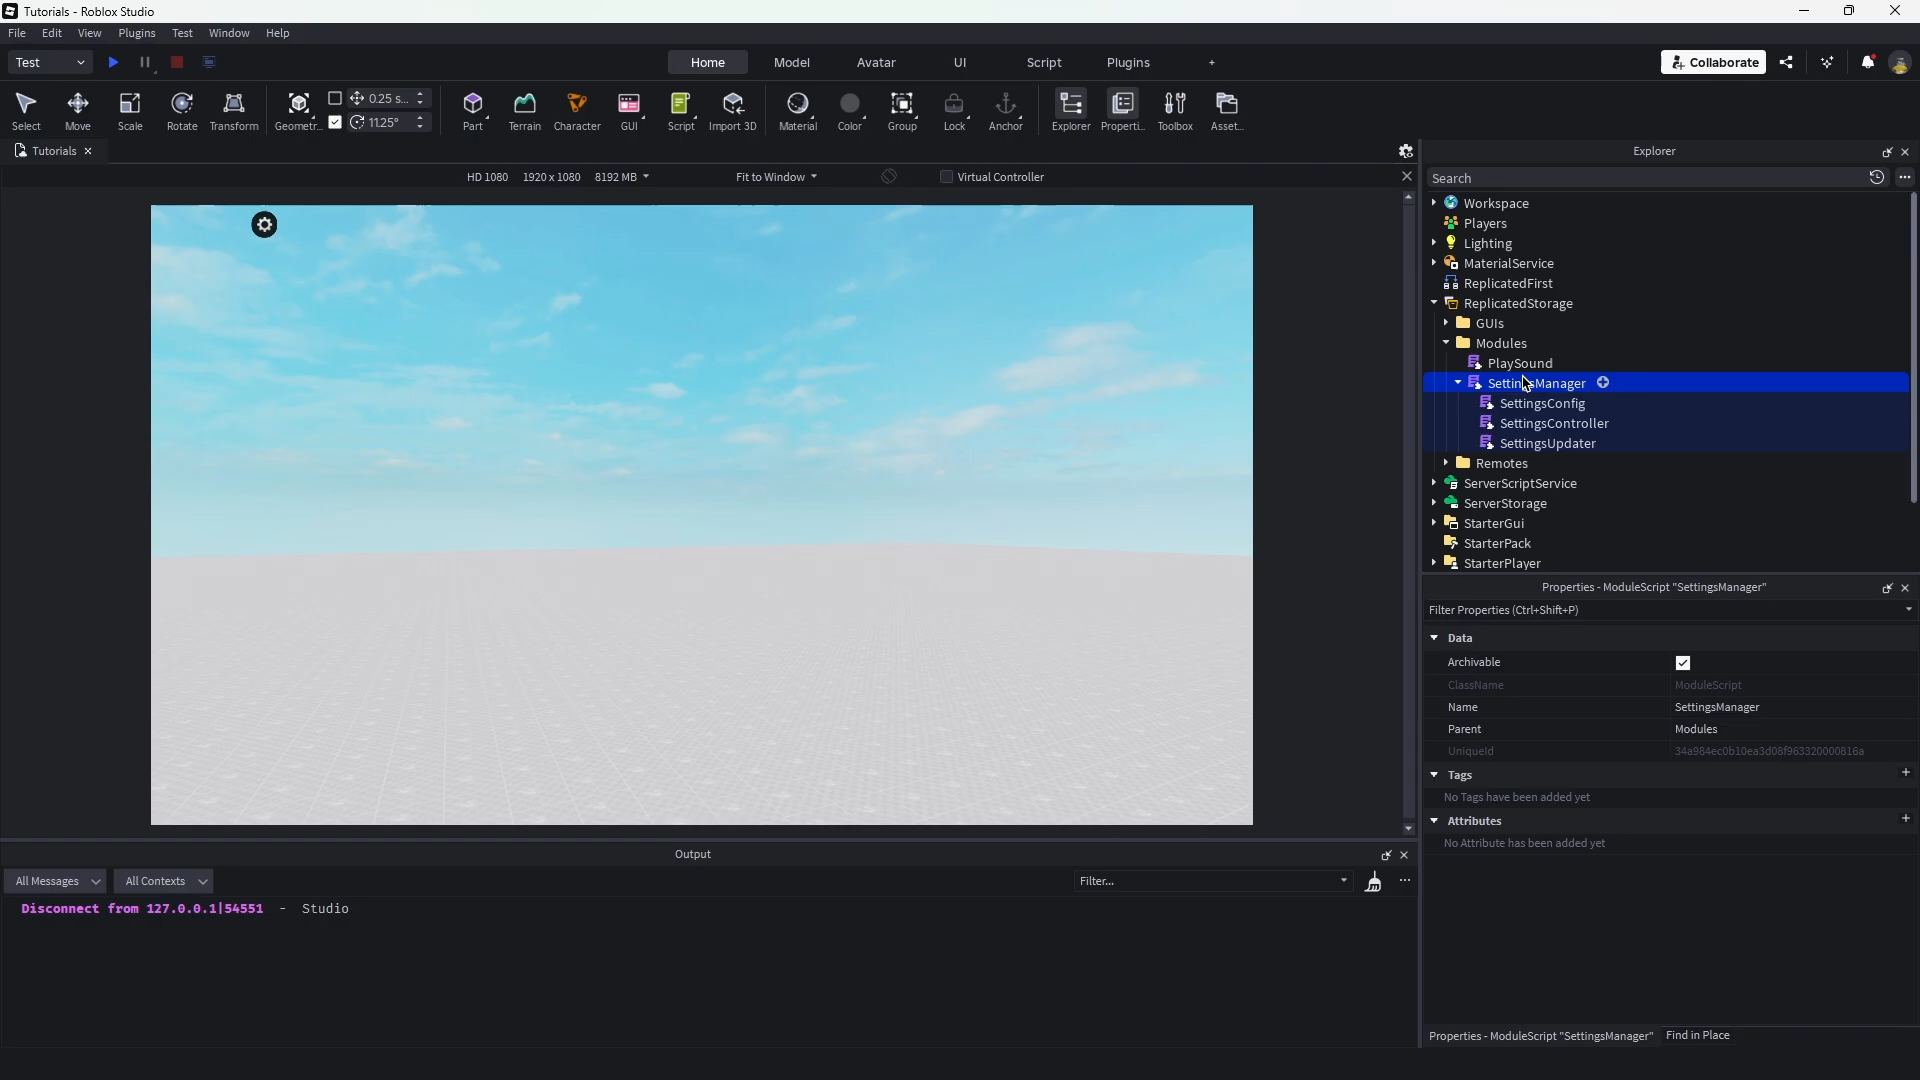 Tutorials - Roblox Studio
File Edit View Plugins Test Window Help
Test
Home Model Avatar UI Script Plugins +
Collaborate
0.25 s...
11.25°
Select Move Scale Rotate Transform Geometr... Part Terrain Character GUI Script Import 3D Material Color Group Lock Anchor Explorer Properti... Toolbox Asset...
Tutorials
HD 1080 1920 x 1080 8192 MB Fit to Window Virtual Controller
Explorer
Search
Workspace
Players
Lighting
MaterialService
ReplicatedFirst
ReplicatedStorage
GUIs
Modules
PlaySound
SettingsManager
SettingsConfig
SettingsController
SettingsUpdater
Remotes
ServerScriptService
ServerStorage
StarterGui
StarterPack
StarterPlayer
Properties - ModuleScript "SettingsManager"
Filter Properties (Ctrl+Shift+P)
Data
Archivable
ClassName ModuleScript
Name SettingsManager
Parent Modules
UniqueId 34a984ec0b10ea3d08f963320000816a
Tags
No Tags have been added yet
Attributes
No Attribute has been added yet
Properties - ModuleScript "SettingsManager" Find in Place
Output
All Messages All Contexts Filter...
Disconnect from 127.0.0.1|54551 - Studio